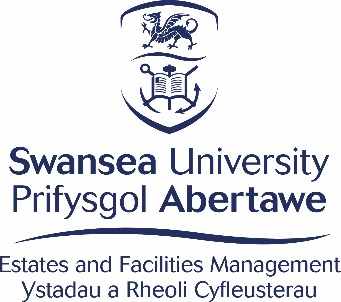 Swansea University
Prifysgol Abertawe
Estates and Facilities Management
Ystadau a Rheoli Cyfleusterau